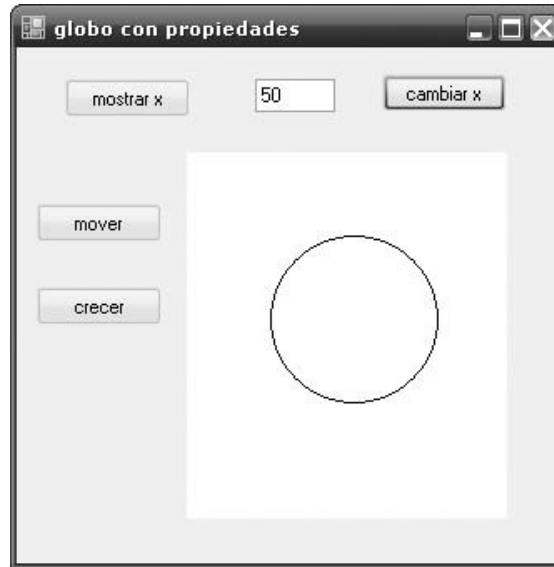 globo con propiedades
mostrar x
50
cambiar x
mover
crecer